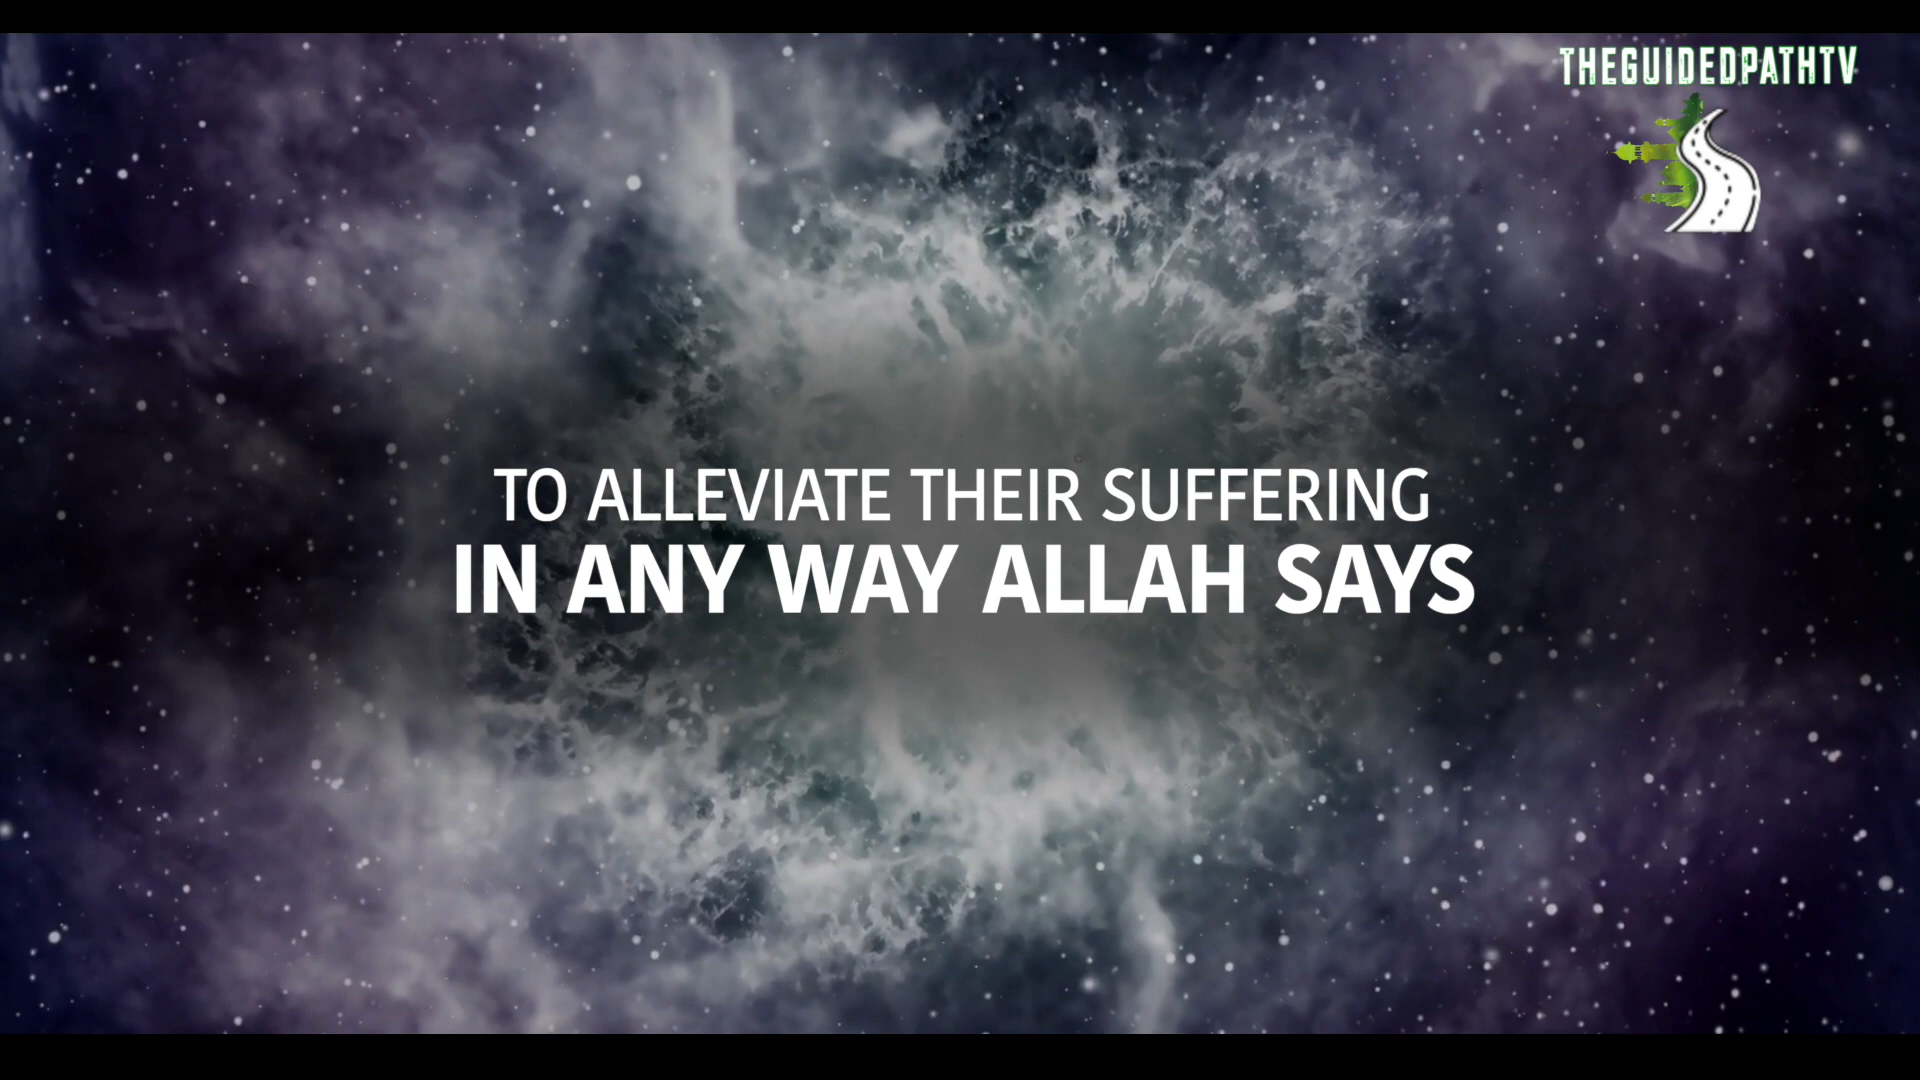 THEGUIDEDPATHTV
TO ALLEVIATE THEIR SUFFERING
IN ANY WAY ALLAH SAYS